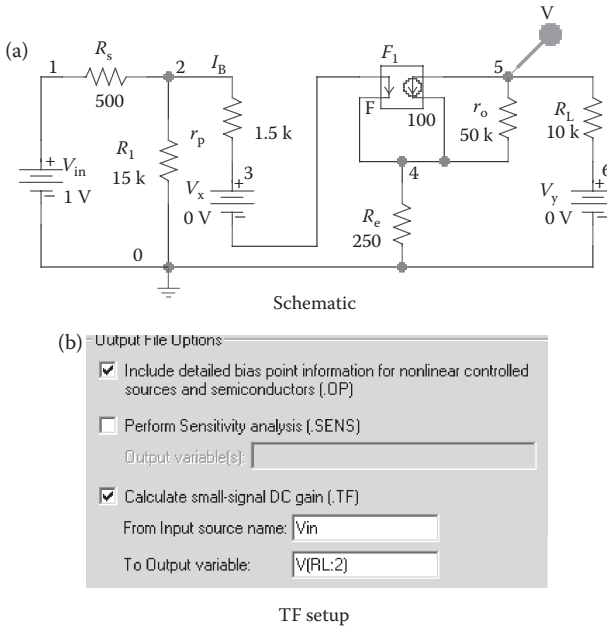 V
(a)
R_s
F_1
1
2
I_B
5
500
F
100
r_o
R_L
50 k
10 k
r_p
1.5 k
R_1
15 k
V_in
+
−
1 V
V_x
3
+
−
0 V
4
V_y
6
+
−
0 V
R_e
250
0
Schematic
(b)
Output File Options
Include detailed bias point information for nonlinear controlled
sources and semiconductors (.OP)
Perform Sensitivity analysis (.SENS)
Output variable(s):
Calculate small-signal DC gain (.TF)
From Input source name: Vin
To Output variable: V(RL:2)
TF setup